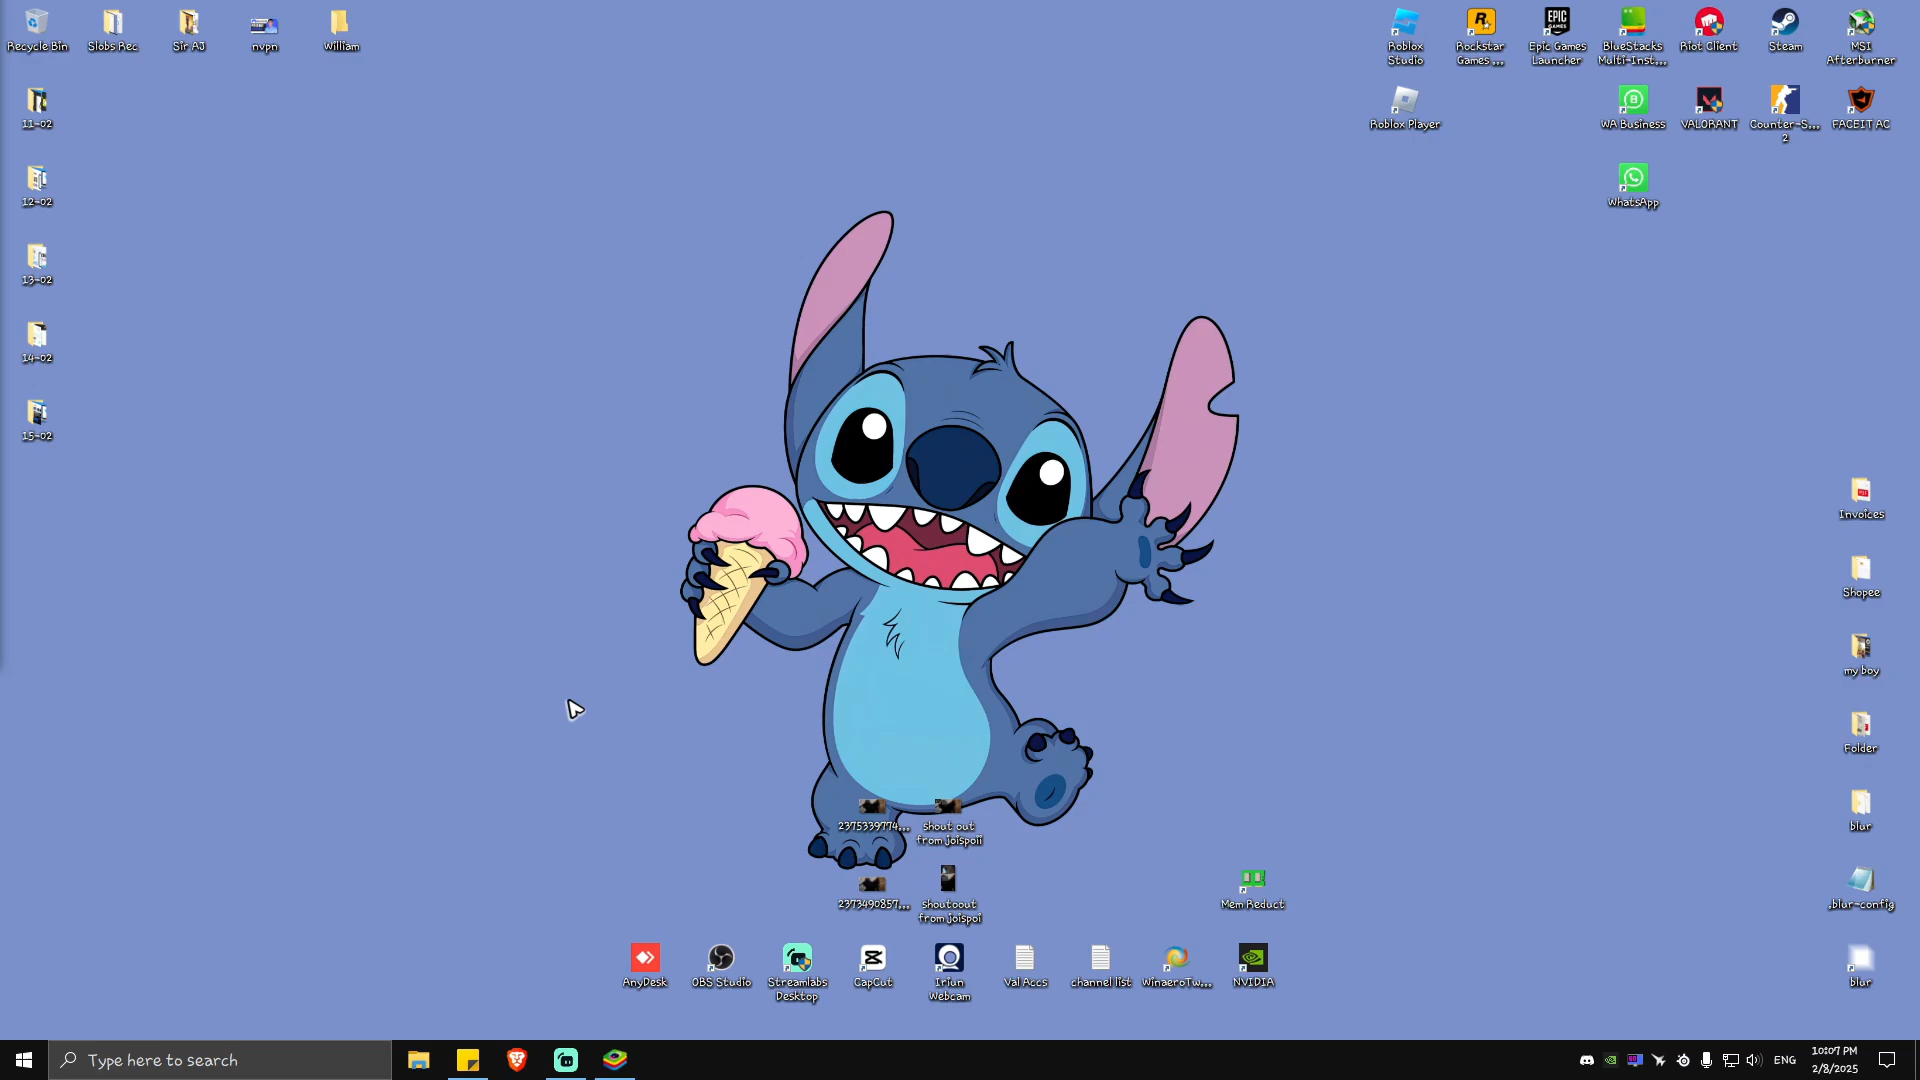 Recycle Bin
Slobs Rec
Sir AJ
nvpn
William
Roblox
Studio
Rockstar
Games ...
Epic Games
Launcher
BlueStacks
Multi-Inst...
Riot Client
Steam
MSI
Afterburner
11-02
Roblox Player
WA Business
VALORANT
Counter-S...
2
FACEIT AC
12-02
WhatsApp
13-02
14-02
15-02
Invoices
Shopee
my boy
Folder
2375339774...
shout out
from joispoii
blur
2373490857...
shoutoout
from joispoi
Mem Reduct
.blur-config
AnyDesk
OBS Studio
Streamlabs
Desktop
CapCut
Iriun
Webcam
Val Accs
channel list
WinaeroTw...
NVIDIA
blur
Type here to search
ENG
10:07 PM
2/8/2025